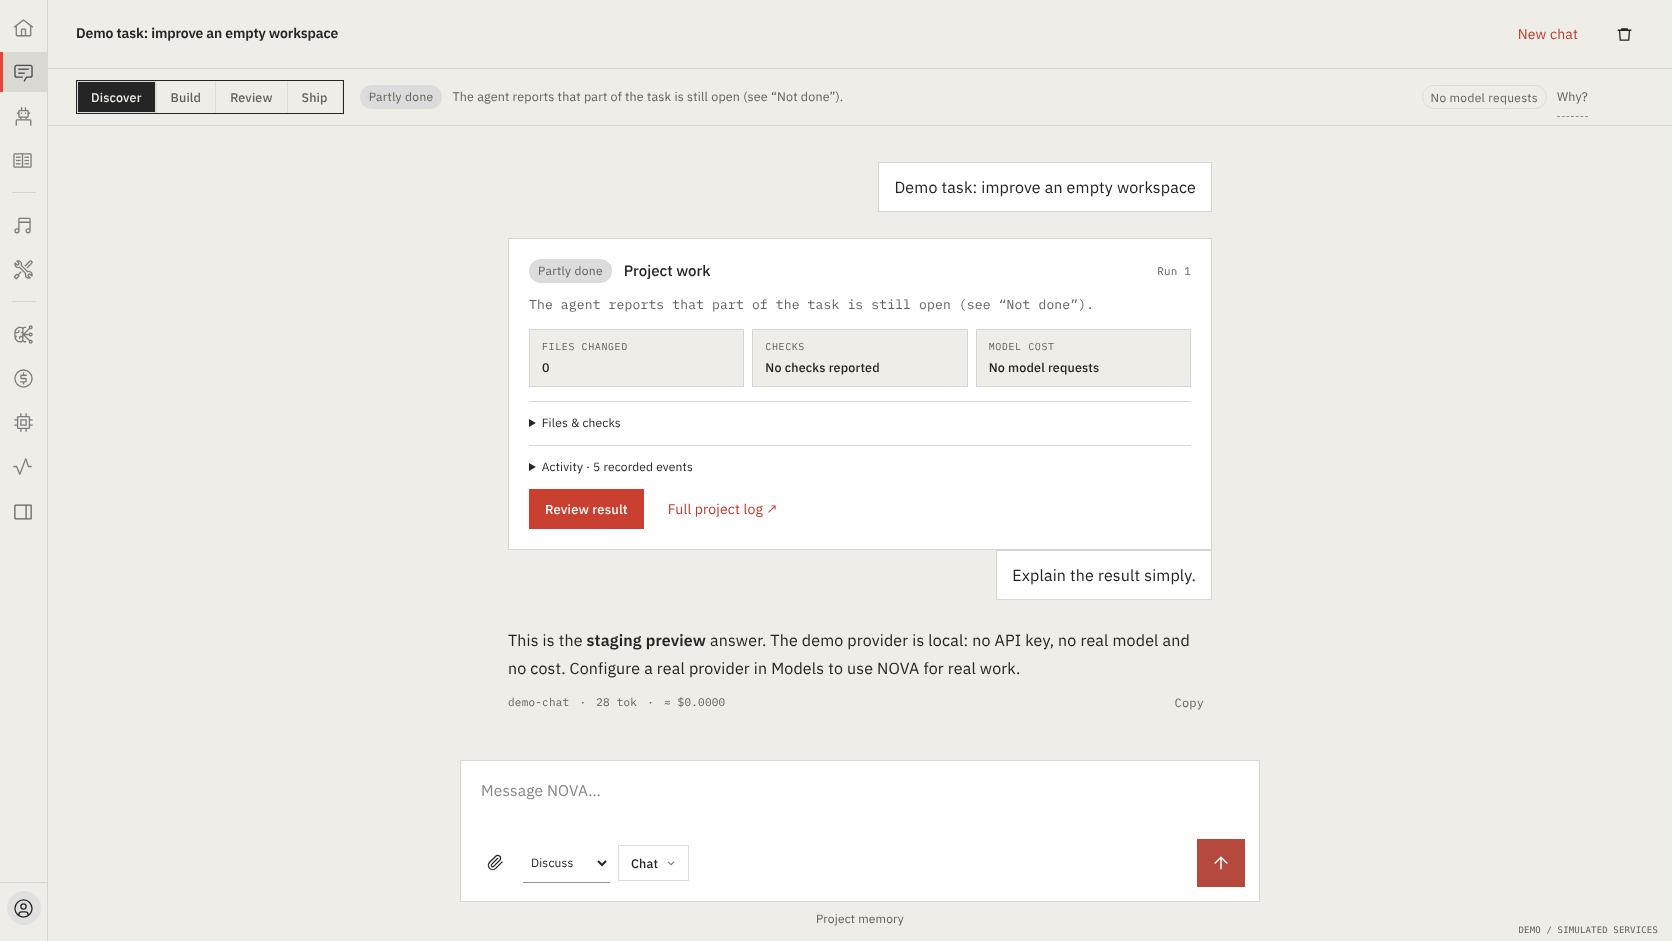 Demo task: improve an empty workspace
New chat
Discover Build Review Ship
Partly done The agent reports that part of the task is still open (see “Not done”).
No model requests Why?
Demo task: improve an empty workspace
Partly done Project work Run 1
The agent reports that part of the task is still open (see “Not done”).
FILES CHANGED
0
CHECKS
No checks reported
MODEL COST
No model requests
▶ Files & checks
▶ Activity · 5 recorded events
Review result Full project log ↗
Explain the result simply.
This is the staging preview answer. The demo provider is local: no API key, no real model and
no cost. Configure a real provider in Models to use NOVA for real work.
demo-chat · 28 tok · ≈ $0.0000 Copy
Message NOVA...
Discuss Chat
Project memory
DEMO / SIMULATED SERVICES